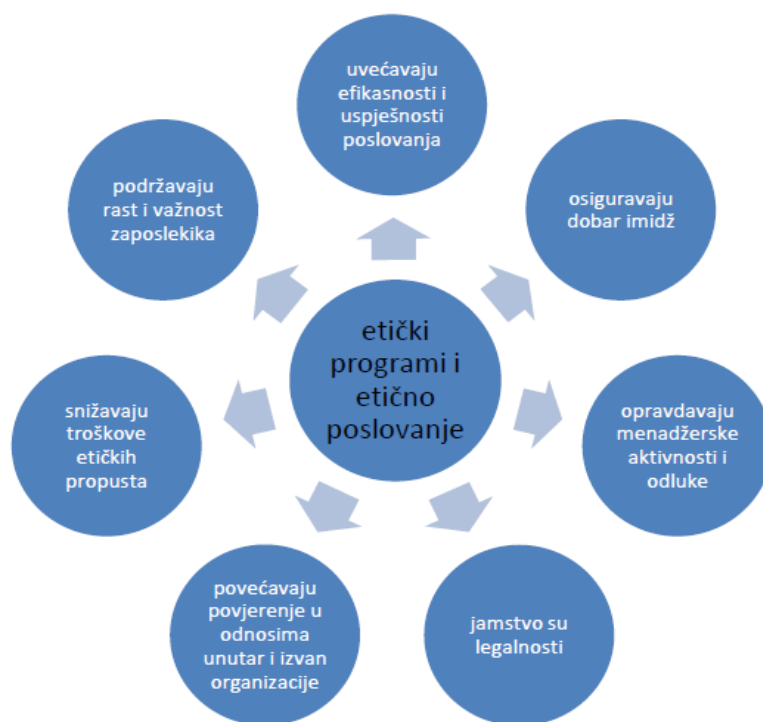 uvećavaju
efikasnosti i
uspješnosti
poslovanja
osiguravaju
dobar imidž
opravdavaju
menadžerske
aktivnosti i
odluke
jamstvo su
legalnosti
povećavaju
povjerenje u
odnosima
unutar i izvan
organizacije
snižavaju
troškove
etičkih
propusta
podržavaju
rast i važnost
zaposlekika
etički
programi i
etično
poslovanje